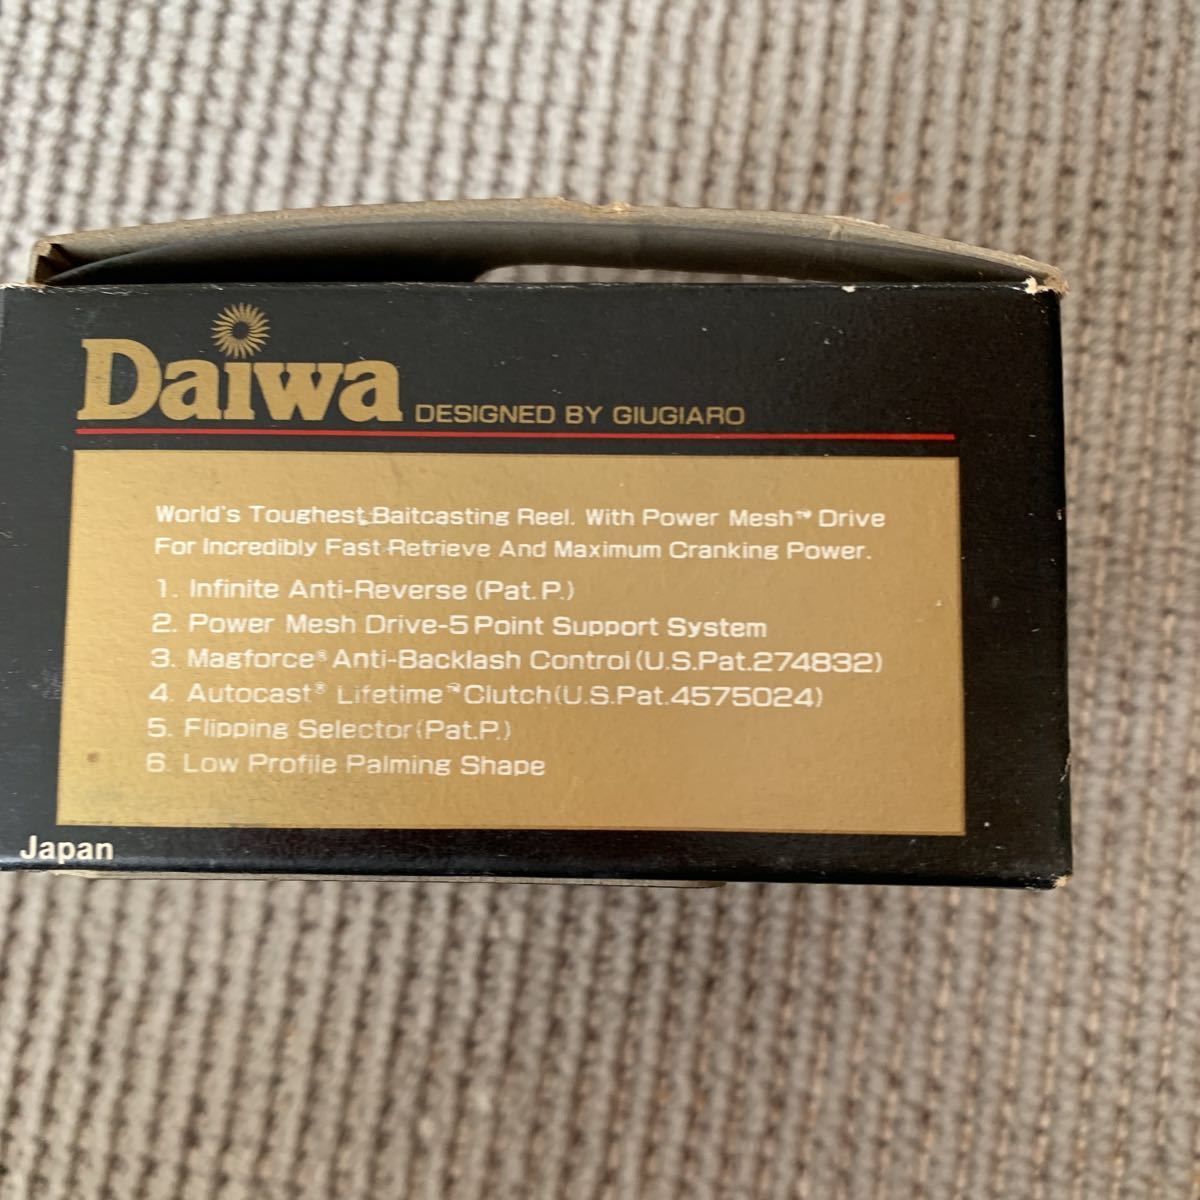 Daiwa DESIGNED BY GIUGIARO
World's Toughest Baitcasting Reel. With Power Mesh™ Drive
For Incredibly Fast Retrieve And Maximum Cranking Power.
1. Infinite Anti-Reverse (Pat.P.)
2. Power Mesh Drive-5 Point Support System
3. Magforce® Anti-Backlash Control (U.S.Pat.274832)
4. Autocast® Lifetime™ Clutch (U.S.Pat.4575024)
5. Flipping Selector (Pat.P.)
6. Low Profile Palming Shape
Japan